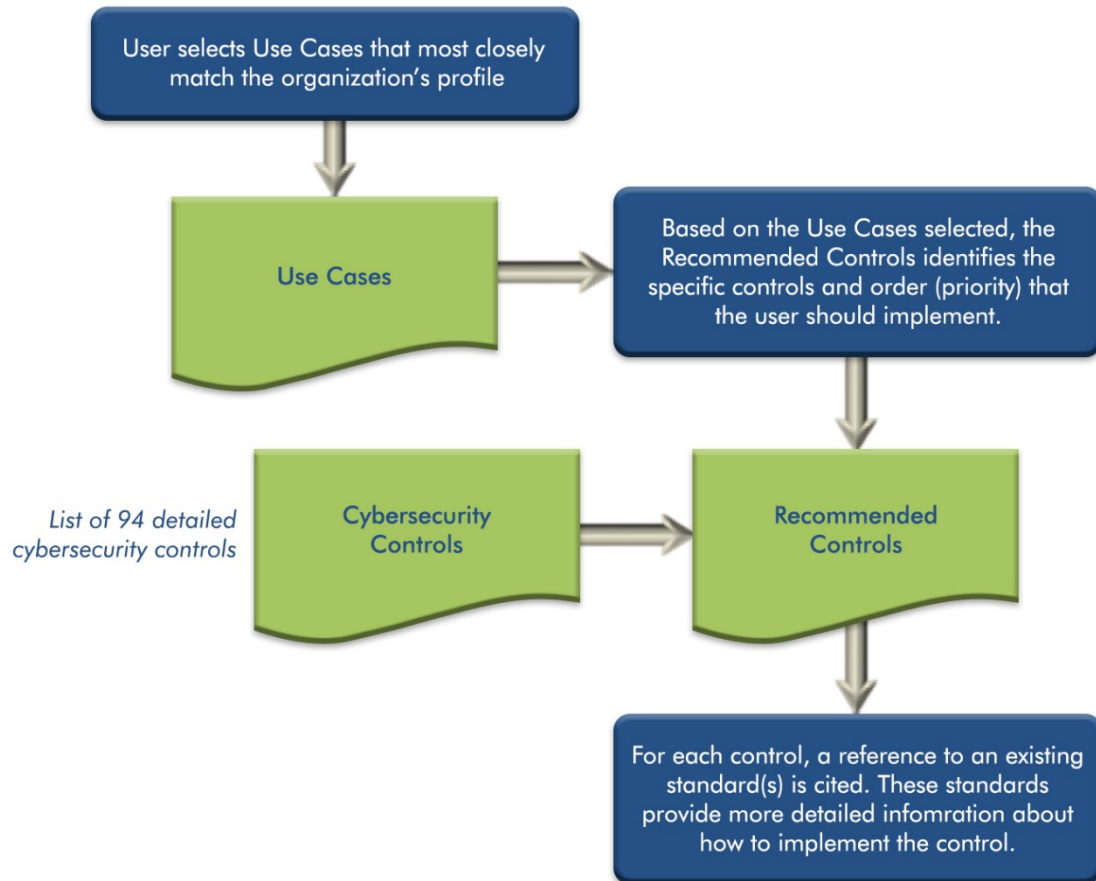 User selects Use Cases that most closely
match the organization's profile
Use Cases
Based on the Use Cases selected, the
Recommended Controls identifies the
specific controls and order (priority) that
the user should implement.
List of 94 detailed
cybersecurity controls
Cybersecurity
Controls
Recommended
Controls
For each control, a reference to an existing
standard(s) is cited. These standards
provide more detailed infomration about
how to implement the control.